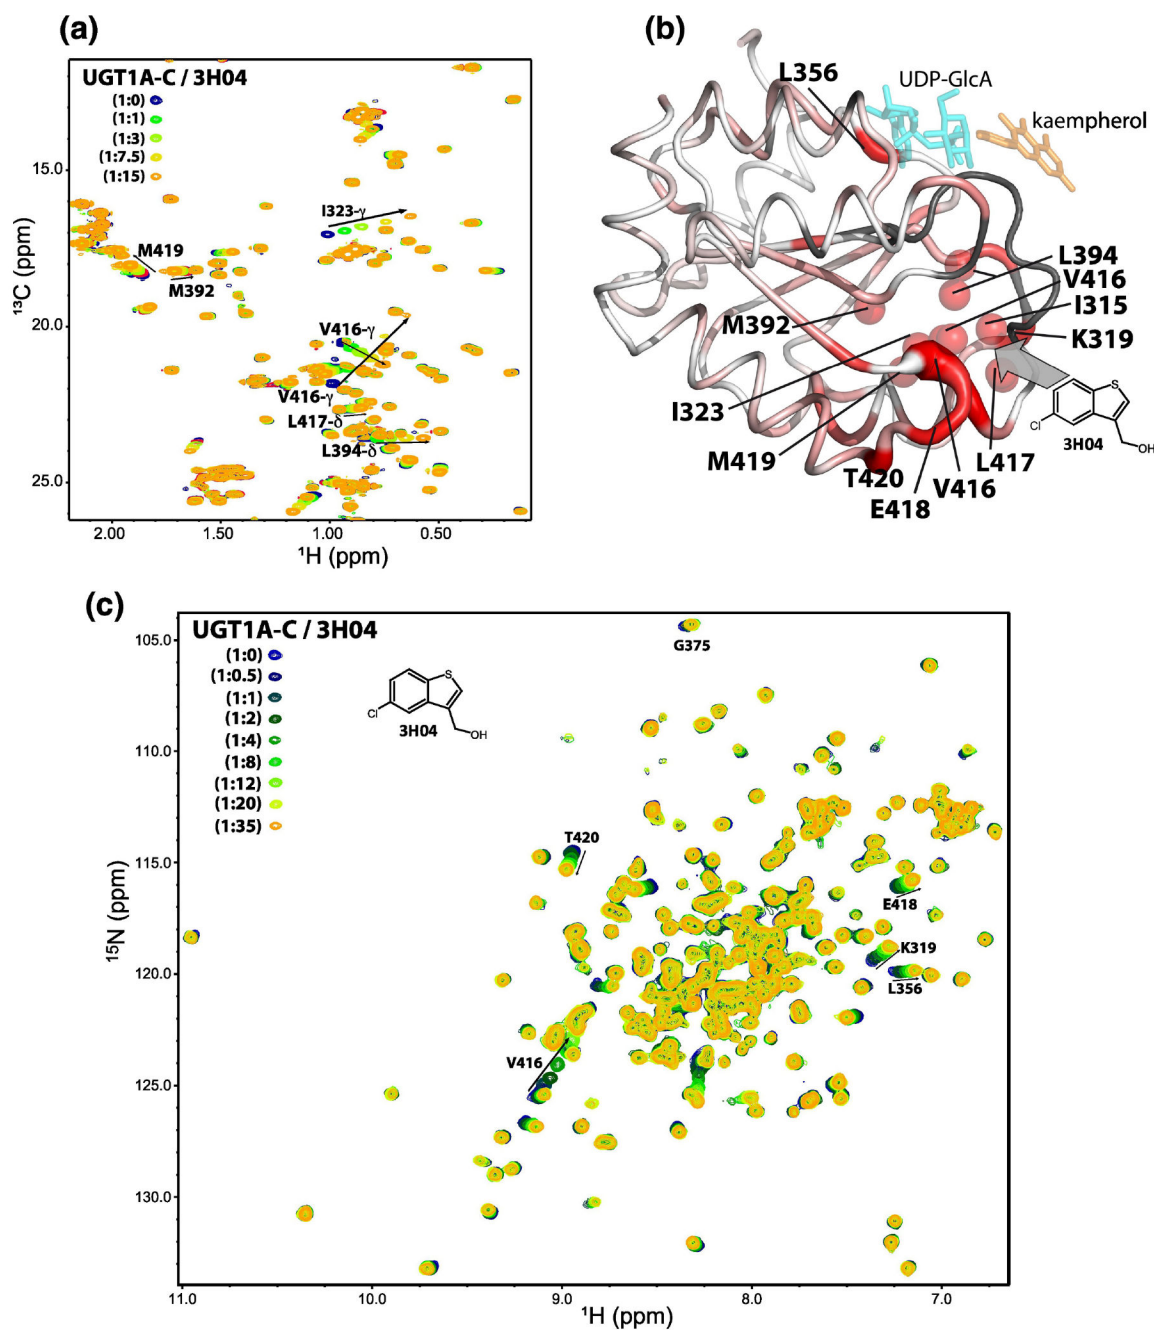 (a)
UGT1A-C / 3H04
(1:0)
(1:1)
(1:3)
(1:7.5)
(1:15)
I323-γ
M419
M392
V416-γ
V416-γ
L417-δ
L394-δ
15.0
20.0
25.0
¹³C (ppm)
2.00 1.50 1.00 0.50
¹H (ppm)
(b)
L356
UDP-GlcA
kaempherol
L394
V416
I315
K319
M392
I323
M419
T420
E418
V416
L417
S
Cl
3H04
OH
(c)
UGT1A-C / 3H04
(1:0)
(1:0.5)
(1:1)
(1:2)
(1:4)
(1:8)
(1:12)
(1:20)
(1:35)
S
Cl
3H04
OH
G375
T420
E418
K319
L356
V416
105.0
110.0
115.0
120.0
125.0
130.0
¹⁵N (ppm)
11.0 10.0 9.0 8.0 7.0
¹H (ppm)